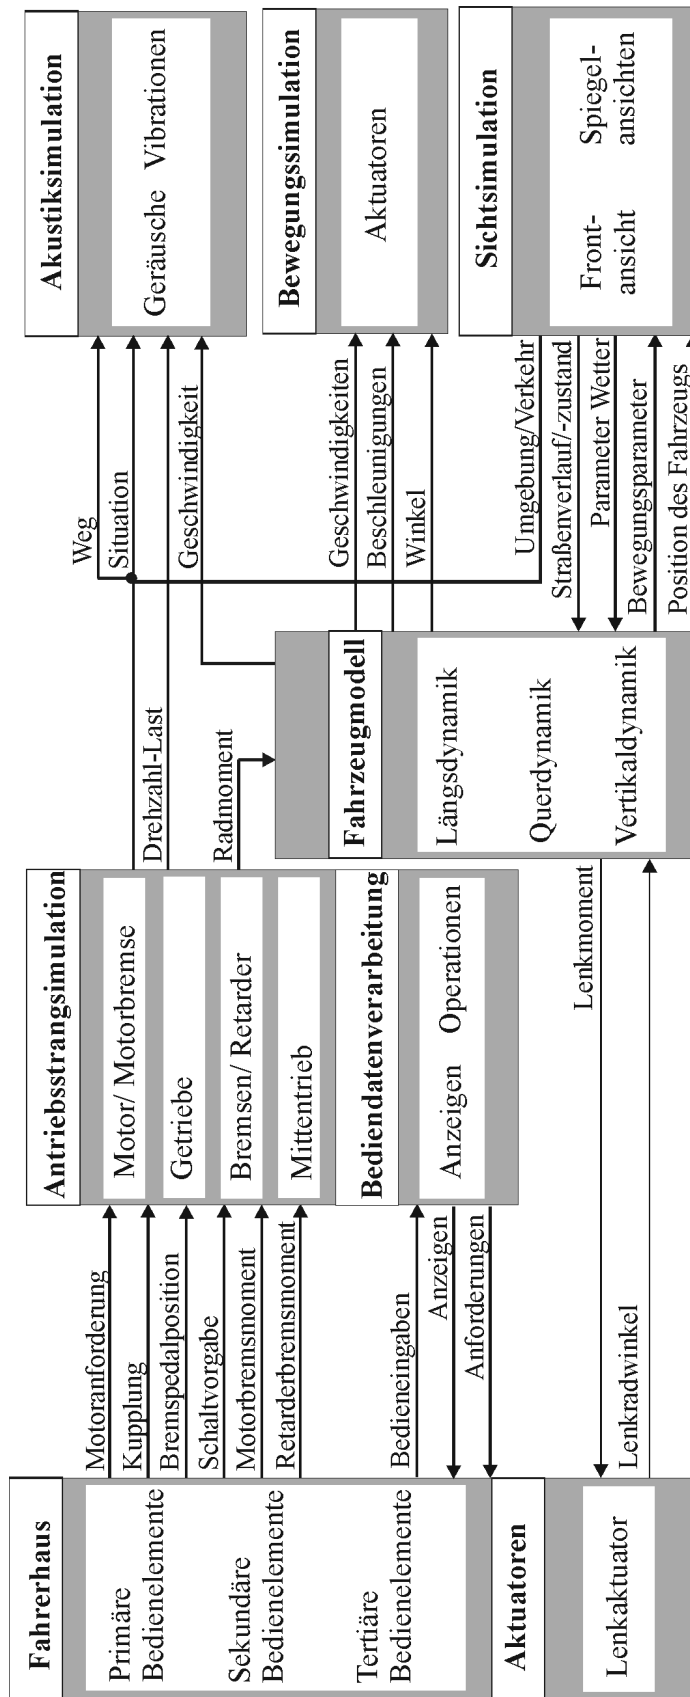 Fahrerhaus
Primäre
Bedienelemente
Sekundäre
Bedienelemente
Tertiäre
Bedienelemente
Aktuatoren
Lenkaktuator
Motoranforderung
Kupplung
Bremspedalposition
Schaltvorgabe
Motorbremsmoment
Retarderbremsmoment
Bedieneingaben
Anzeigen
Anforderungen
Lenkmoment
Lenkradwinkel
Antriebsstrangsimulation
Motor/ Motorbremse
Getriebe
Bremsen/ Retarder
Mittentrieb
Bediendatenverarbeitung
Anzeigen Operationen
Drehzahl-Last
Radmoment
Fahrzeugmodell
Längsdynamik
Querdynamik
Vertikaldynamik
Weg
Situation
Geschwindigkeit
Geschwindigkeiten
Beschleunigungen
Winkel
Umgebung/Verkehr
Straßenverlauf/-zustand
Parameter Wetter
Bewegungsparameter
Position des Fahrzeugs
Akustiksimulation
Geräusche Vibrationen
Bewegungssimulation
Aktuatoren
Sichtsimulation
Front-
ansicht
Spiegel-
ansichten